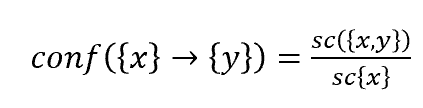 conf({x} → {y}) = sc({x,y}) / sc{x}